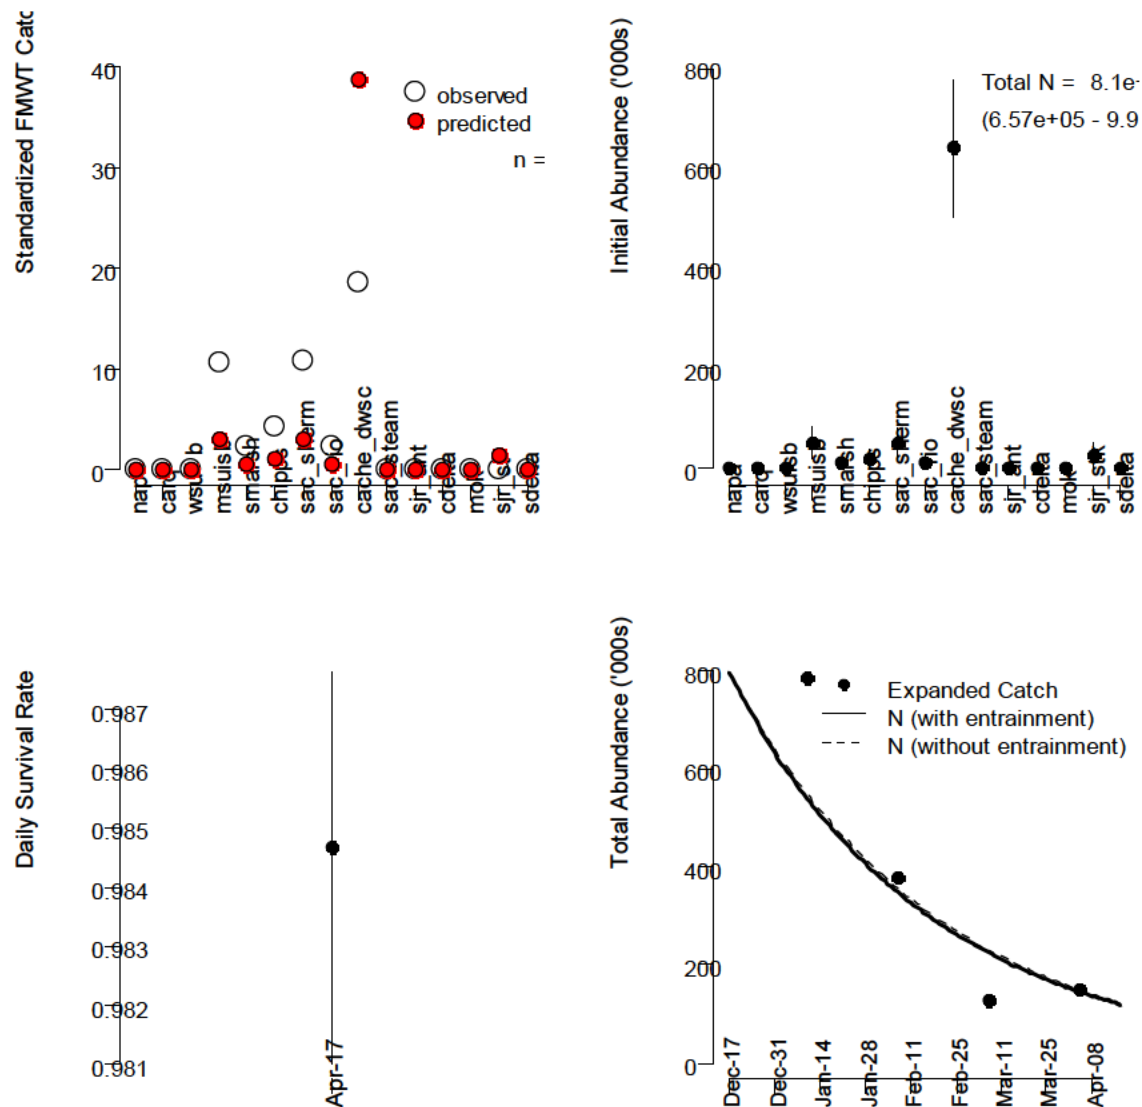 Standardized FMWT Catc
40
30
20
10
0
observed
predicted
n =
napa
carq
wsuisb
msuisb
smarsh
chipps
sac_sherm
sac_rio
cache_dwsc
sac_steam
sjr_ant
cdelta
mok
sjr_stk
sdelta
Initial Abundance ('000s)
800
600
400
200
0
Total N = 8.1e-
(6.57e+05 - 9.9
napa
carq
wsuisb
msuisb
smarsh
chipps
sac_sherm
sac_rio
cache_dwsc
sac_steam
sjr_ant
cdelta
mok
sjr_stk
sdelta
Daily Survival Rate
0.987
0.986
0.985
0.984
0.983
0.982
0.981
Apr-17
Total Abundance ('000s)
800
600
400
200
0
Expanded Catch
N (with entrainment)
N (without entrainment)
Dec-17
Dec-31
Jan-14
Jan-28
Feb-11
Feb-25
Mar-11
Mar-25
Apr-08